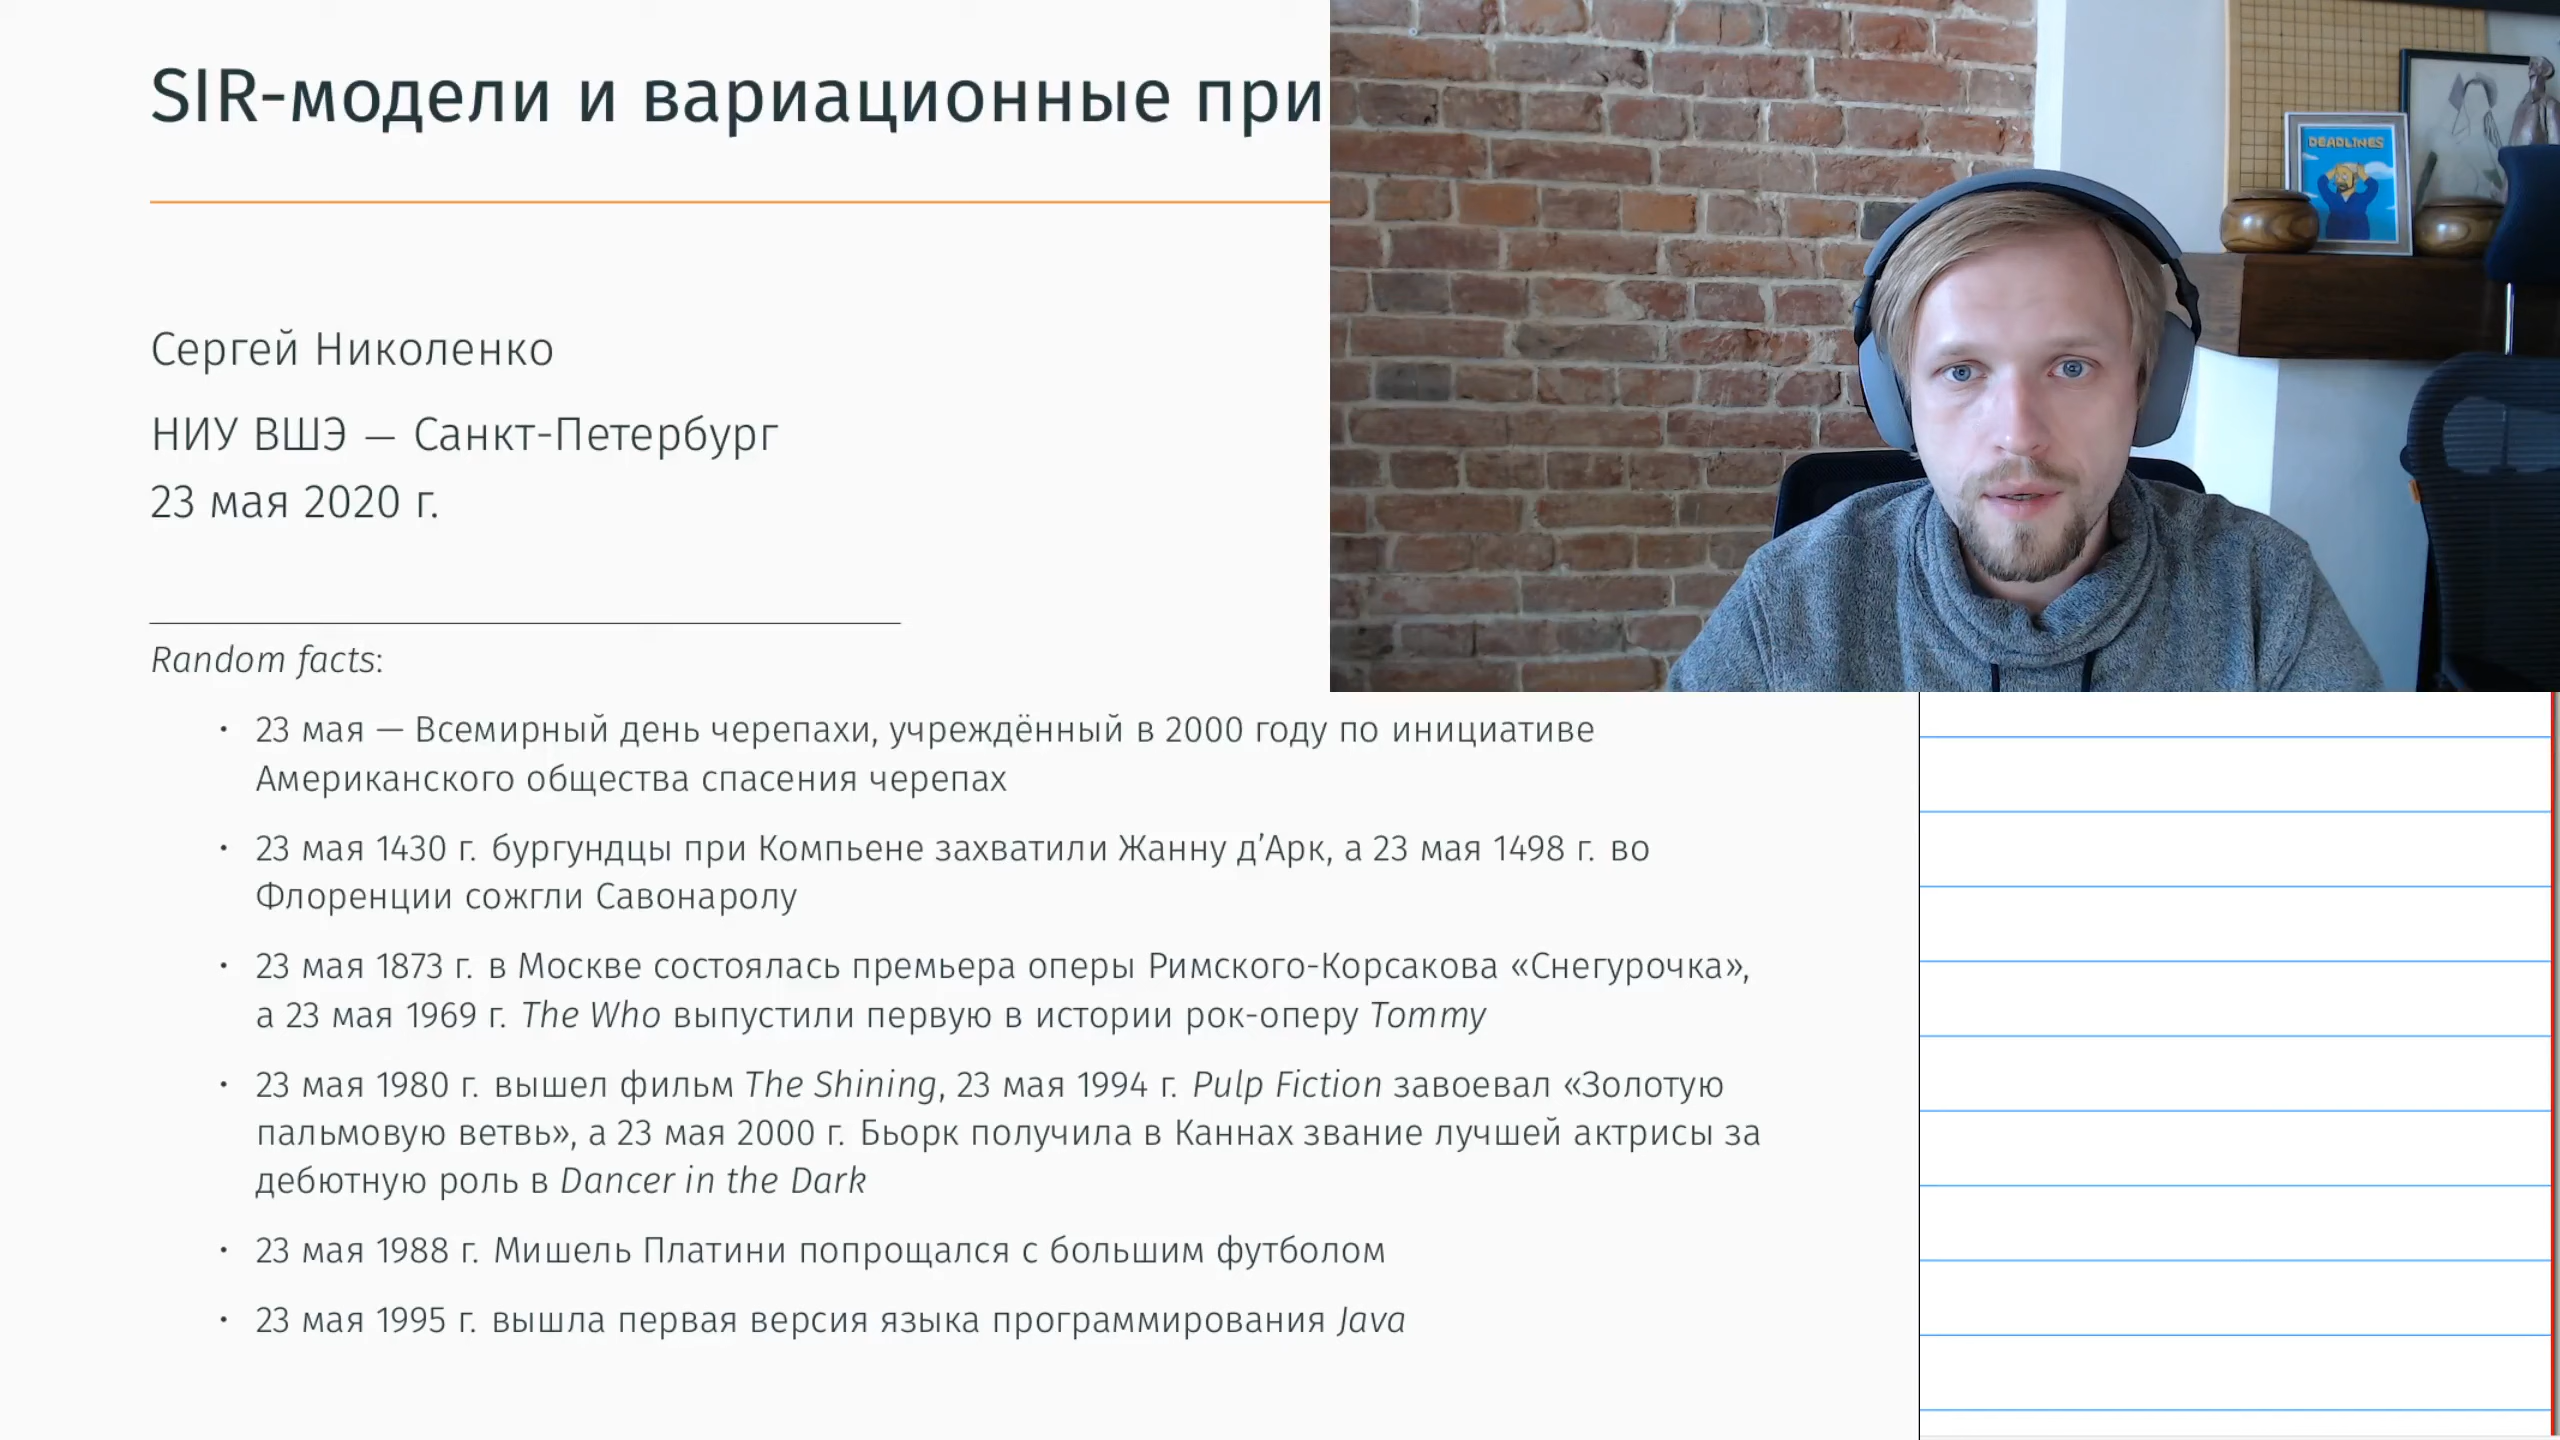 SIR-модели и вариационные при
DEADLINES
Сергей Николенко
НИУ ВШЭ — Санкт-Петербург
23 мая 2020 г.
Random facts:
• 23 мая — Всемирный день черепахи, учреждённый в 2000 году по инициативе
Американского общества спасения черепах
• 23 мая 1430 г. бургундцы при Компьене захватили Жанну д’Арк, а 23 мая 1498 г. во
Флоренции сожгли Савонаролу
• 23 мая 1873 г. в Москве состоялась премьера оперы Римского-Корсакова «Снегурочка»,
а 23 мая 1969 г. The Who выпустили первую в истории рок-оперу Tommy
• 23 мая 1980 г. вышел фильм The Shining, 23 мая 1994 г. Pulp Fiction завоевал «Золотую
пальмовую ветвь», а 23 мая 2000 г. Бьорк получила в Каннах звание лучшей актрисы за
дебютную роль в Dancer in the Dark
• 23 мая 1988 г. Мишель Платини попрощался с большим футболом
• 23 мая 1995 г. вышла первая версия языка программирования Java